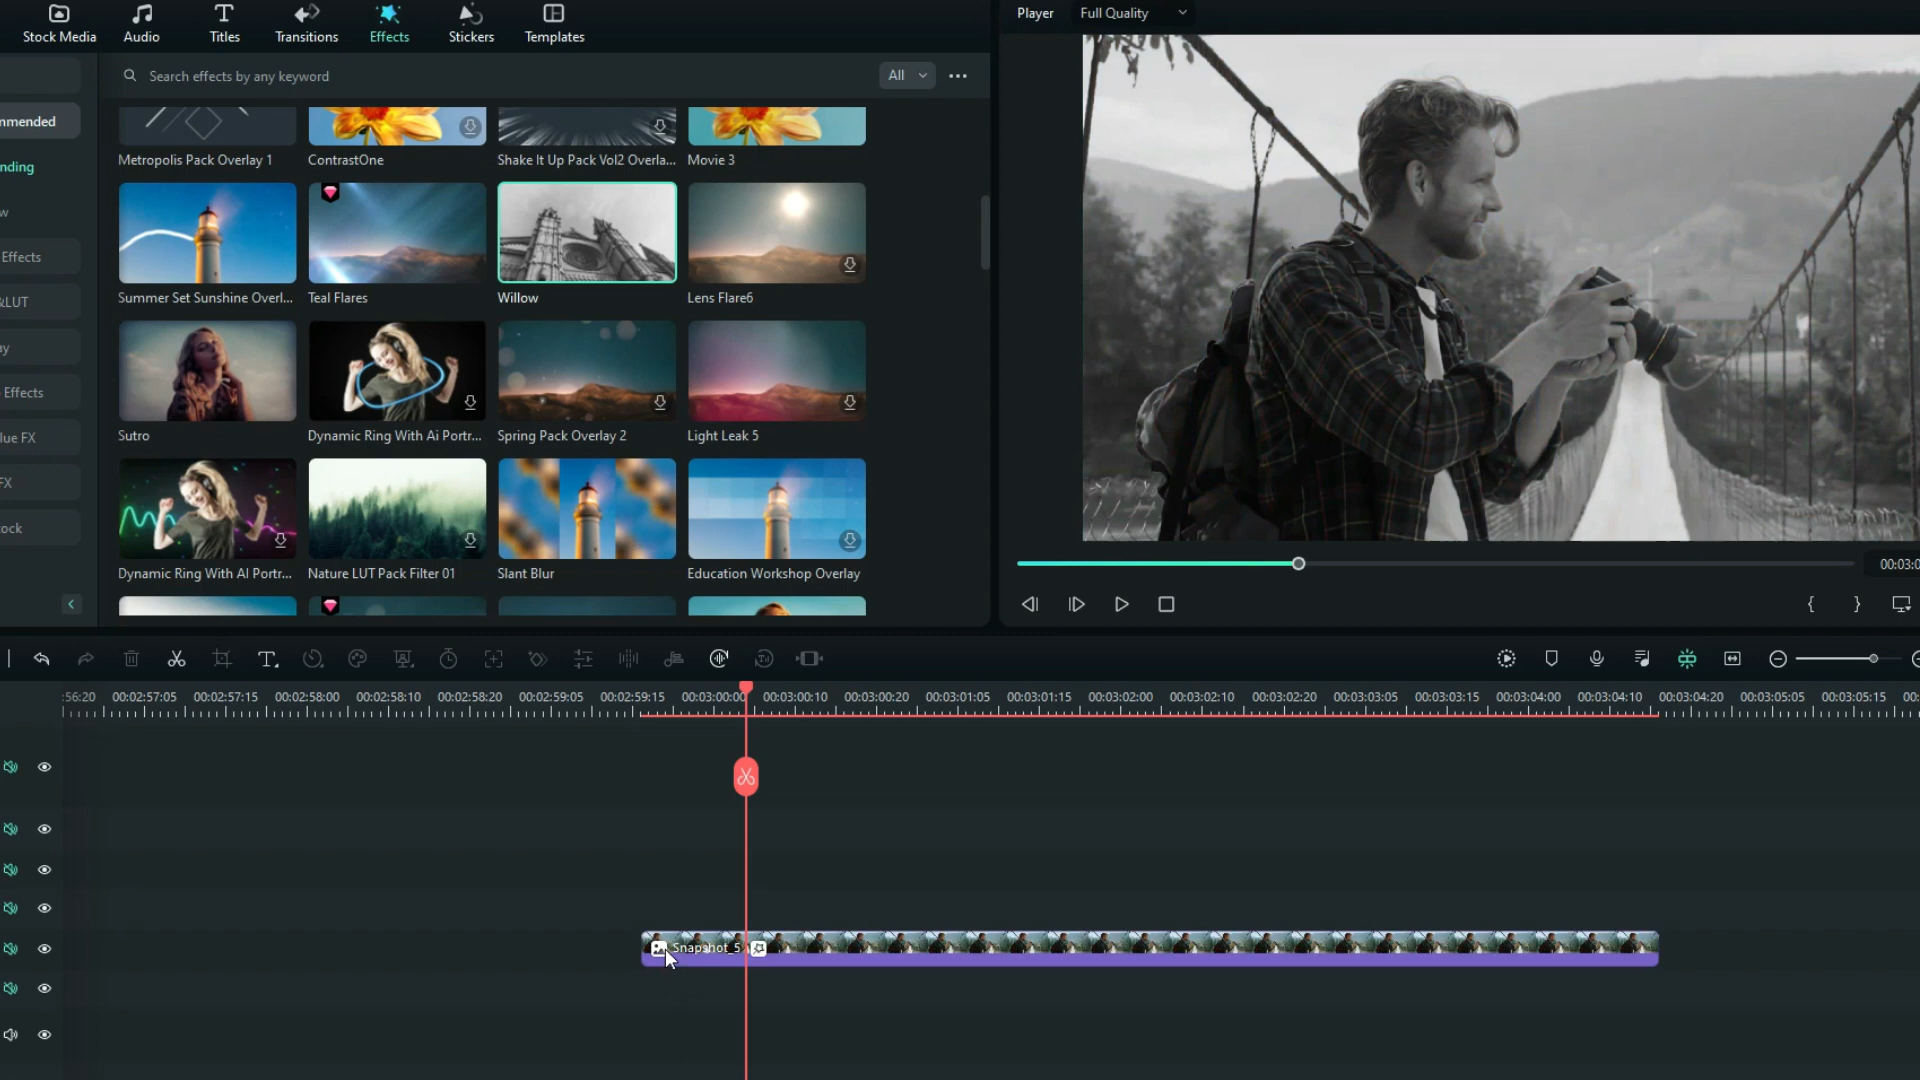 Stock Media
Audio
Titles
Transitions
Effects
Stickers
Templates
Player
Full Quality
Search effects by any keyword
All
mmended
nding
w
Effects
&LUT
ay
Effects
lue FX
FX
tock
Metropolis Pack Overlay 1
ContrastOne
Shake It Up Pack Vol2 Overla...
Movie 3
Summer Set Sunshine Overl...
Teal Flares
Willow
Lens Flare6
Sutro
Dynamic Ring With Ai Portr...
Spring Pack Overlay 2
Light Leak 5
Dynamic Ring With AI Portr...
Nature LUT Pack Filter 01
Slant Blur
Education Workshop Overlay
00:03:0
:56:20
00:02:57:05
00:02:57:15
00:02:58:00
00:02:58:10
00:02:58:20
00:02:59:05
00:02:59:15
00:03:00:00
00:03:00:10
00:03:00:20
00:03:01:05
00:03:01:15
00:03:02:00
00:03:02:10
00:03:02:20
00:03:03:05
00:03:03:15
00:03:04:00
00:03:04:10
00:03:04:20
00:03:05:05
00:03:05:15
00:
Snapshot_5